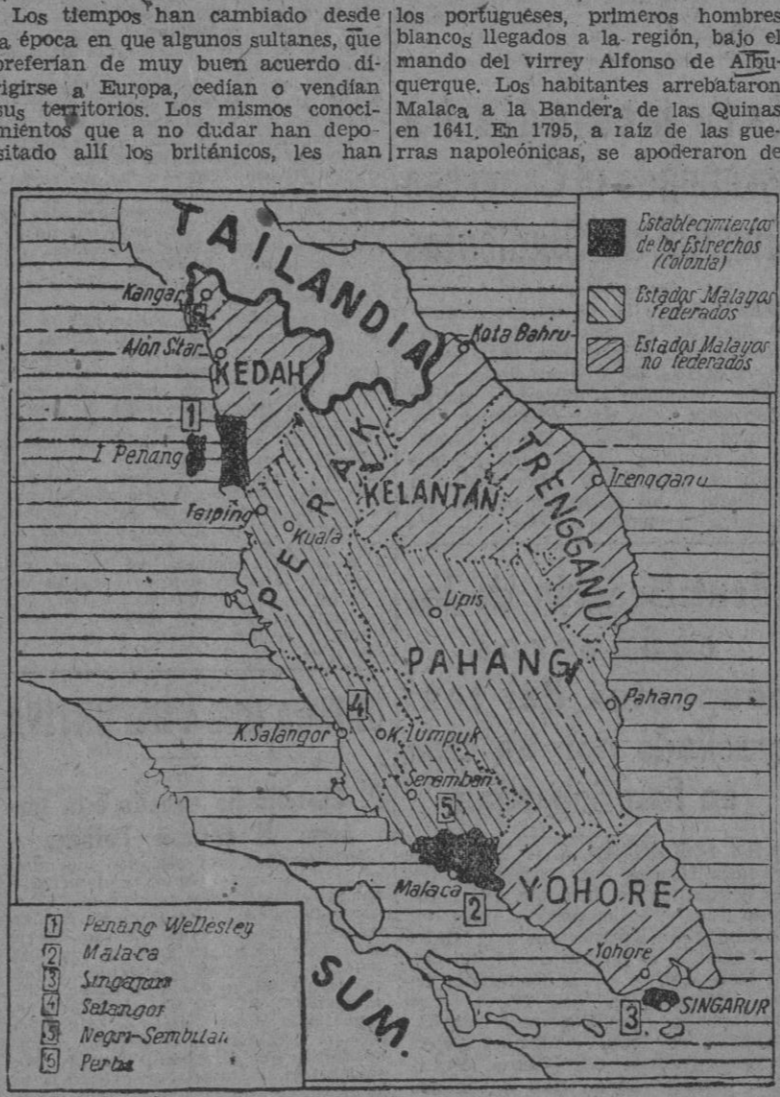 Los tiempos han cambiado desde
a época en que algunos sultanes, que
preferían de muy buen acuerdo di-
rigirse a Europa, cedían o vendían
sus territorios. Los mismos conoci-
mientos que a no dudar han depo-
sitado allí los británicos, les han
los portugueses, primeros hombres
blancos llegados a la región, bajo el
mando del virrey Alfonso de Albu-
querque. Los habitantes arrebataron
Malaca a la Bandera de las Quinas
en 1641. En 1795, a raíz de las gue-
rras napoleónicas, se apoderaron de
TAILANDIA
Establecimientos
de los Estrechos
(Colonia)
Estados Malayos
federados
Estados Malayos
no federados
Kangar
6
Kota Bahru
Alón Star
KEDAH
1
I Penang
PERAK
KELANTAN
TRENGGANU
Trengganu
Taiping
Kuala
Lipis
PAHANG
Pahang
4
K. Salangor
K. Lumpuk
Seremban
5
Malaca
2
YOHORE
Yohore
SINGARUR
3
SUM.
1 Penang Wellesley
2 Malaca
3 Singapur
4 Selangor
5 Negri-Sembilan
6